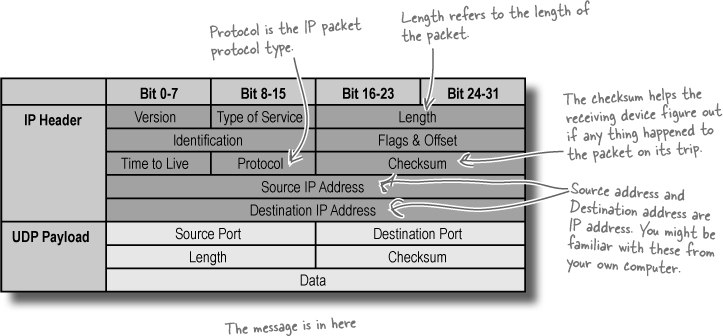 Protocol is the IP packet
protocol type.
Length refers to the length of
the packet.
Bit 0-7 Bit 8-15 Bit 16-23 Bit 24-31
IP Header Version Type of Service Length
Identification Flags & Offset
Time to Live Protocol Checksum
Source IP Address
Destination IP Address
The checksum helps the
receiving device figure out
if any thing happened to
the packet on its trip.
Source address and
Destination address are
IP address. You might be
familiar with these from
your own computer.
UDP Payload Source Port Destination Port
Length Checksum
Data
The message is in here